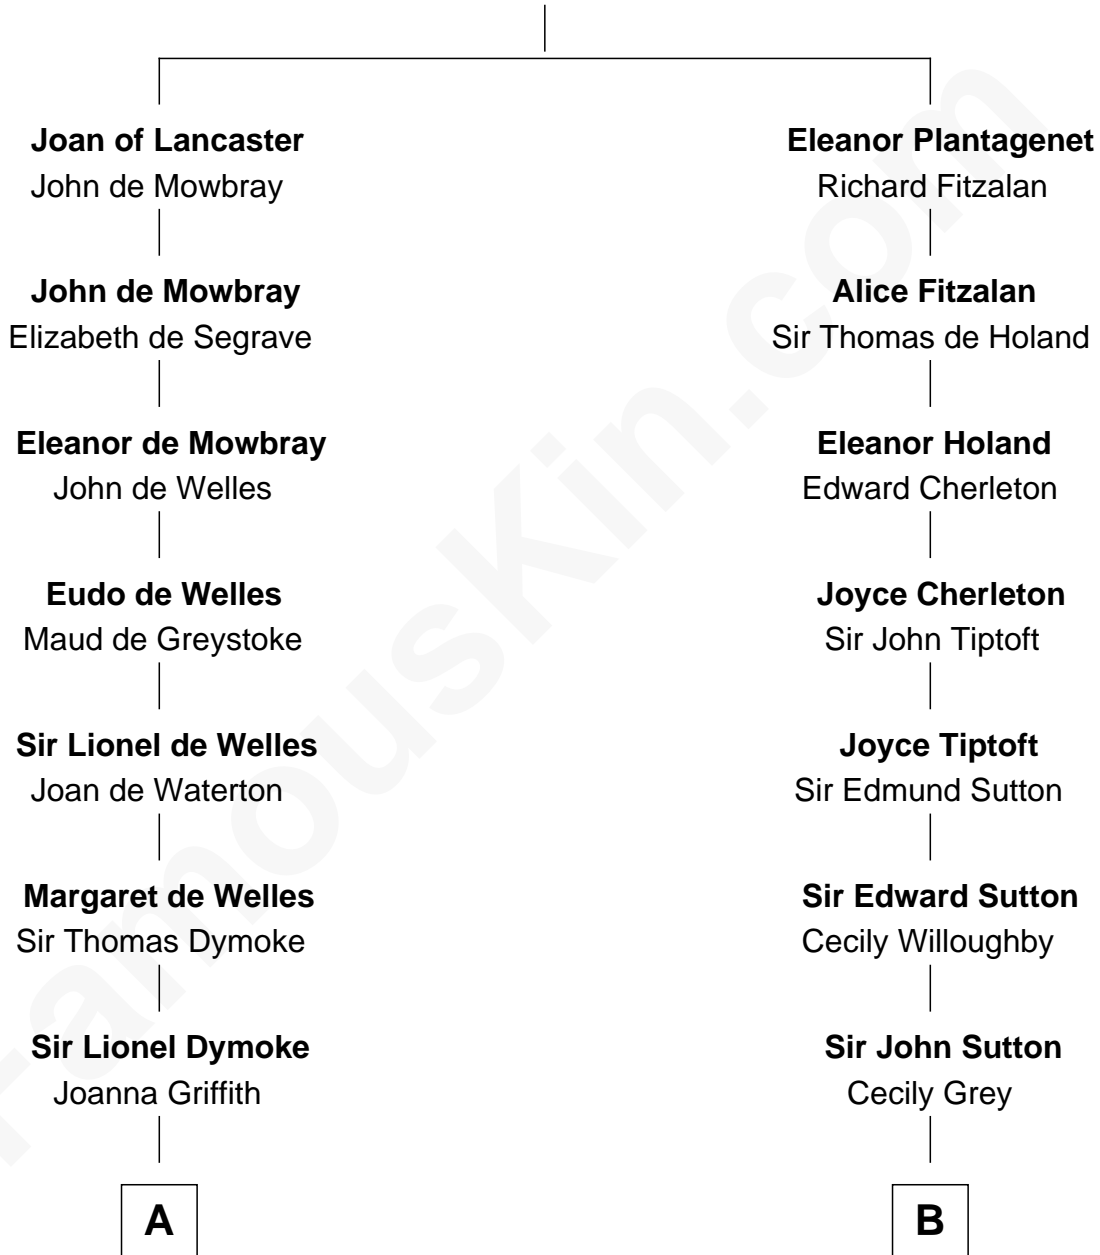 Joan of Lancaster
John de Mowbray
John de Mowbray
Elizabeth de Segrave
Eleanor de Mowbray
John de Welles
Eudo de Welles
Maud de Greystoke
Sir Lionel de Welles
Joan de Waterton
Margaret de Welles
Sir Thomas Dymoke
Sir Lionel Dymoke
Joanna Griffith
A
Eleanor Plantagenet
Richard Fitzalan
Alice Fitzalan
Sir Thomas de Holand
Eleanor Holand
Edward Cherleton
Joyce Cherleton
Sir John Tiptoft
Joyce Tiptoft
Sir Edmund Sutton
Sir Edward Sutton
Cecily Willoughby
Sir John Sutton
Cecily Grey
B
FamousKin.com